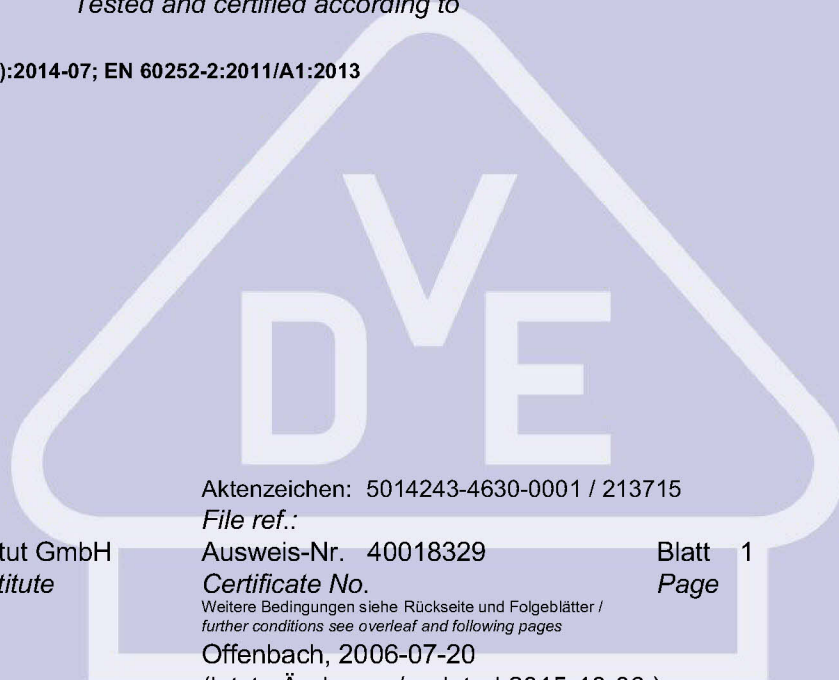 Tested and certified according to
):2014-07; EN 60252-2:2011/A1:2013
DVE
Aktenzeichen: 5014243-4630-0001 / 213715
File ref.:
tut GmbH Ausweis-Nr. 40018329 Blatt 1
titute Certificate No. Page
Weitere Bedingungen siehe Rückseite und Folgeblätter /
further conditions see overleaf and following pages
Offenbach, 2006-07-20